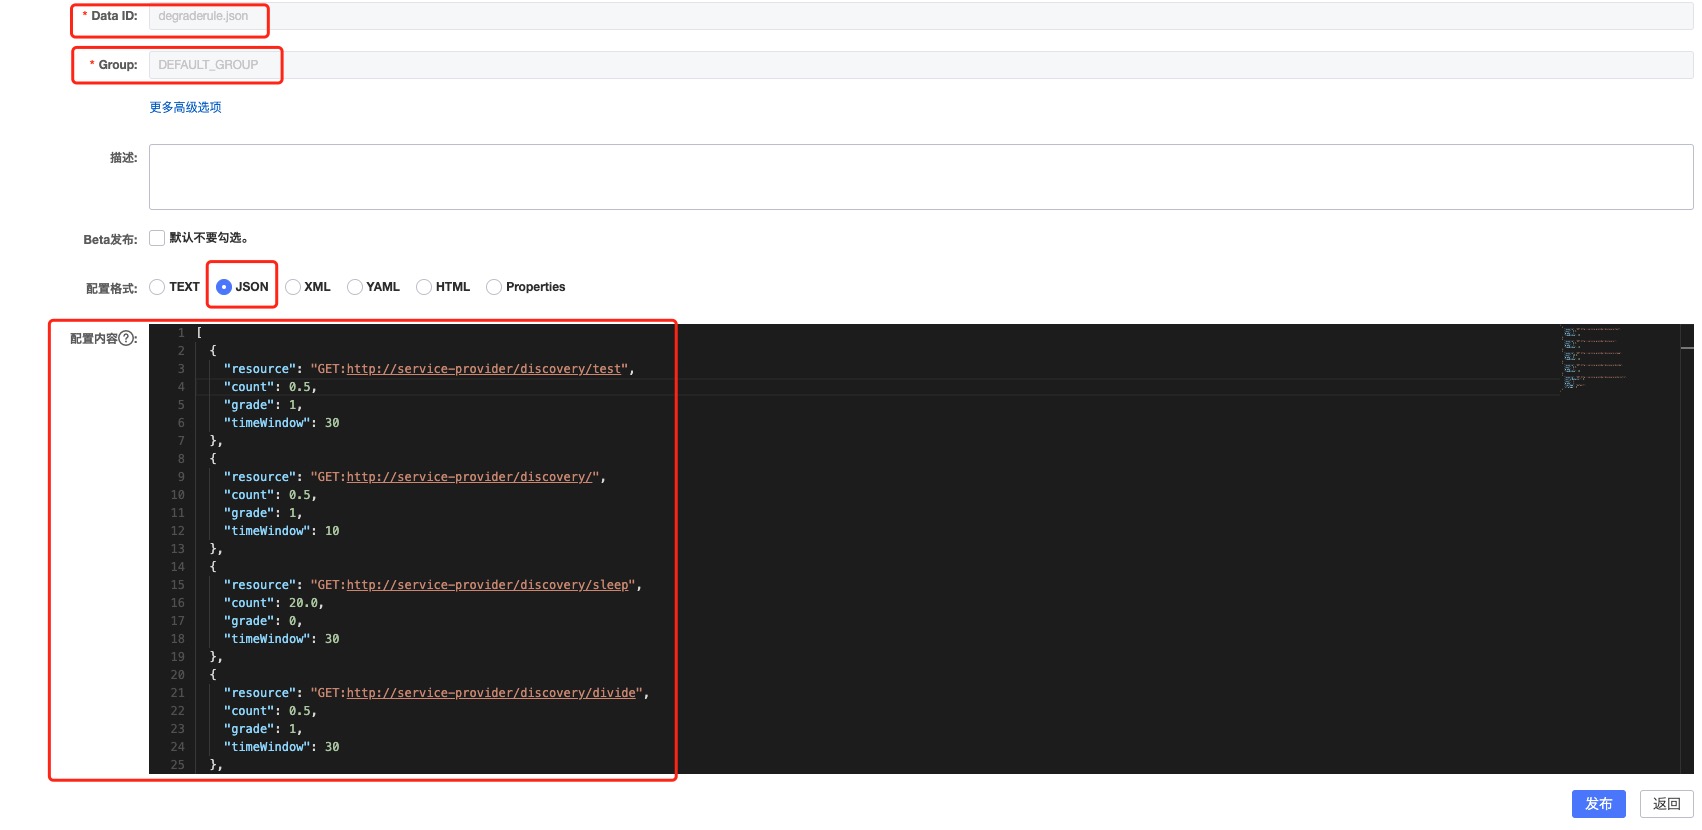 * Data ID: degraderule.json
* Group: DEFAULT_GROUP
更多高级选项
描述:
Beta发布: 默认不要勾选。
配置格式: TEXT JSON XML YAML HTML Properties
配置内容?:
1 [
2 {
3 "resource": "GET:http://service-provider/discovery/test",
4 "count": 0.5,
5 "grade": 1,
6 "timeWindow": 30
7 },
8 {
9 "resource": "GET:http://service-provider/discovery/",
10 "count": 0.5,
11 "grade": 1,
12 "timeWindow": 10
13 },
14 {
15 "resource": "GET:http://service-provider/discovery/sleep",
16 "count": 20.0,
17 "grade": 0,
18 "timeWindow": 30
19 },
20 {
21 "resource": "GET:http://service-provider/discovery/divide",
22 "count": 0.5,
23 "grade": 1,
24 "timeWindow": 30
25 },
发布 返回